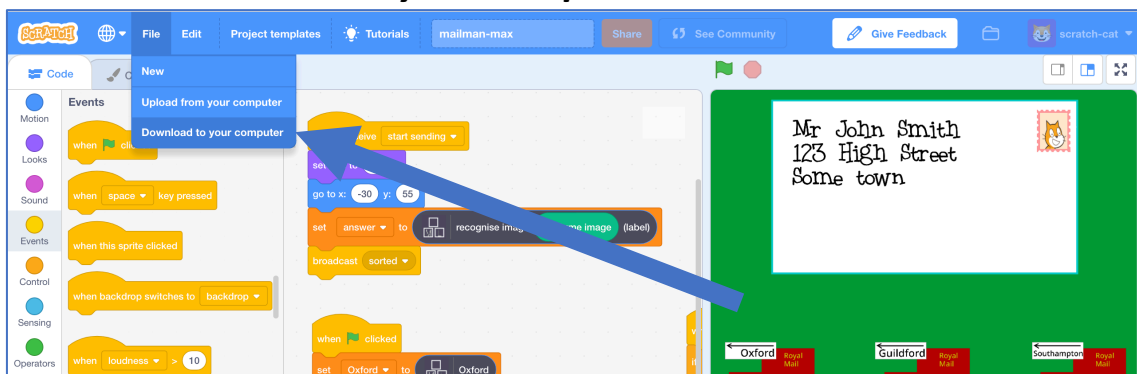 SCRATCH File Edit Project templates Tutorials mailman-max Share See Community Give Feedback scratch-cat
Code
New
Upload from your computer
Download to your computer
Motion
Looks
Sound
Events
Control
Sensing
Operators
Events
when
when space key pressed
when this sprite clicked
when backdrop switches to backdrop
when loudness > 10
start sending
go to x: -30 y: 55
set answer to recognise image (label)
broadcast sorted
when clicked
set Oxford to Oxford
Mr John Smith
123 High Street
Some town
Oxford
Royal
Mail
Guildford
Royal
Mail
Southampton
Royal
Mail